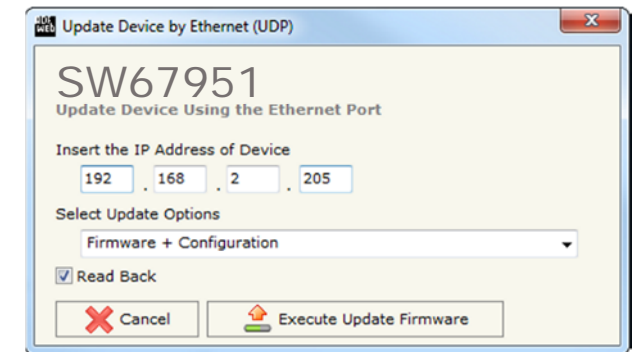 Update Device by Ethernet (UDP)
SW67951
Update Device Using the Ethernet Port
Insert the IP Address of Device
192 . 168 . 2 . 205
Select Update Options
Firmware + Configuration
Read Back
Cancel Execute Update Firmware